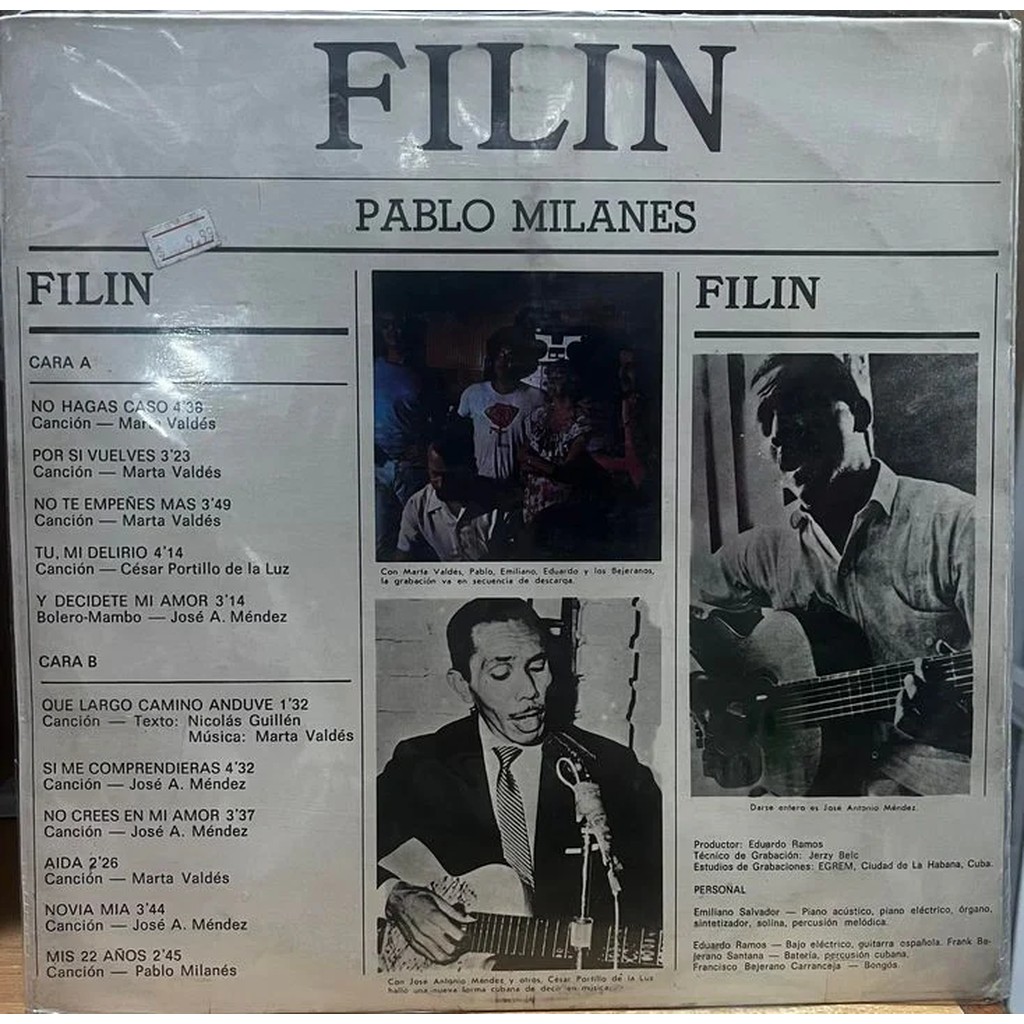 FILIN
PABLO MILANES
$ 9.99
FILIN
CARA A
NO HAGAS CASO 4'38
Canción — Marta Valdés
POR SI VUELVES 3'23
Canción — Marta Valdés
NO TE EMPEÑES MAS 3'49
Canción — Marta Valdés
TU, MI DELIRIO 4'14
Canción — César Portillo de la Luz
Y DECIDETE MI AMOR 3'14
Bolero-Mambo — José A. Méndez
CARA B
QUE LARGO CAMINO ANDUVE 1'32
Canción — Texto: Nicolás Guillén
Música: Marta Valdés
SI ME COMPRENDIERAS 4'32
Canción — José A. Méndez
NO CREES EN MI AMOR 3'37
Canción — José A. Méndez
AIDA 2'26
Canción — Marta Valdés
NOVIA MIA 3'44
Canción — José A. Méndez
MIS 22 AÑOS 2'45
Canción — Pablo Milanés
Con Marta Valdés, Pablo, Emiliano, Eduardo y los Bejeranos,
la grabación va en secuencia de descarga.
Con José Antonio Méndez y otros, César Portillo de la Luz
halló una nueva forma cubana de decir en música.
FILIN
Darse entero es José Antonio Méndez.
Productor: Eduardo Ramos
Técnico de Grabación: Jerzy Belc
Estudios de Grabaciones: EGREM, Ciudad de La Habana, Cuba.
PERSONAL
Emiliano Salvador — Piano acústico, piano eléctrico, órgano,
sintetizador, solina, percusión melódica.
Eduardo Ramos — Bajo eléctrico, guitarra española. Frank Be-
jerano Santana — Batería, percusión cubana.
Francisco Bejerano Carranceja — Bongós.